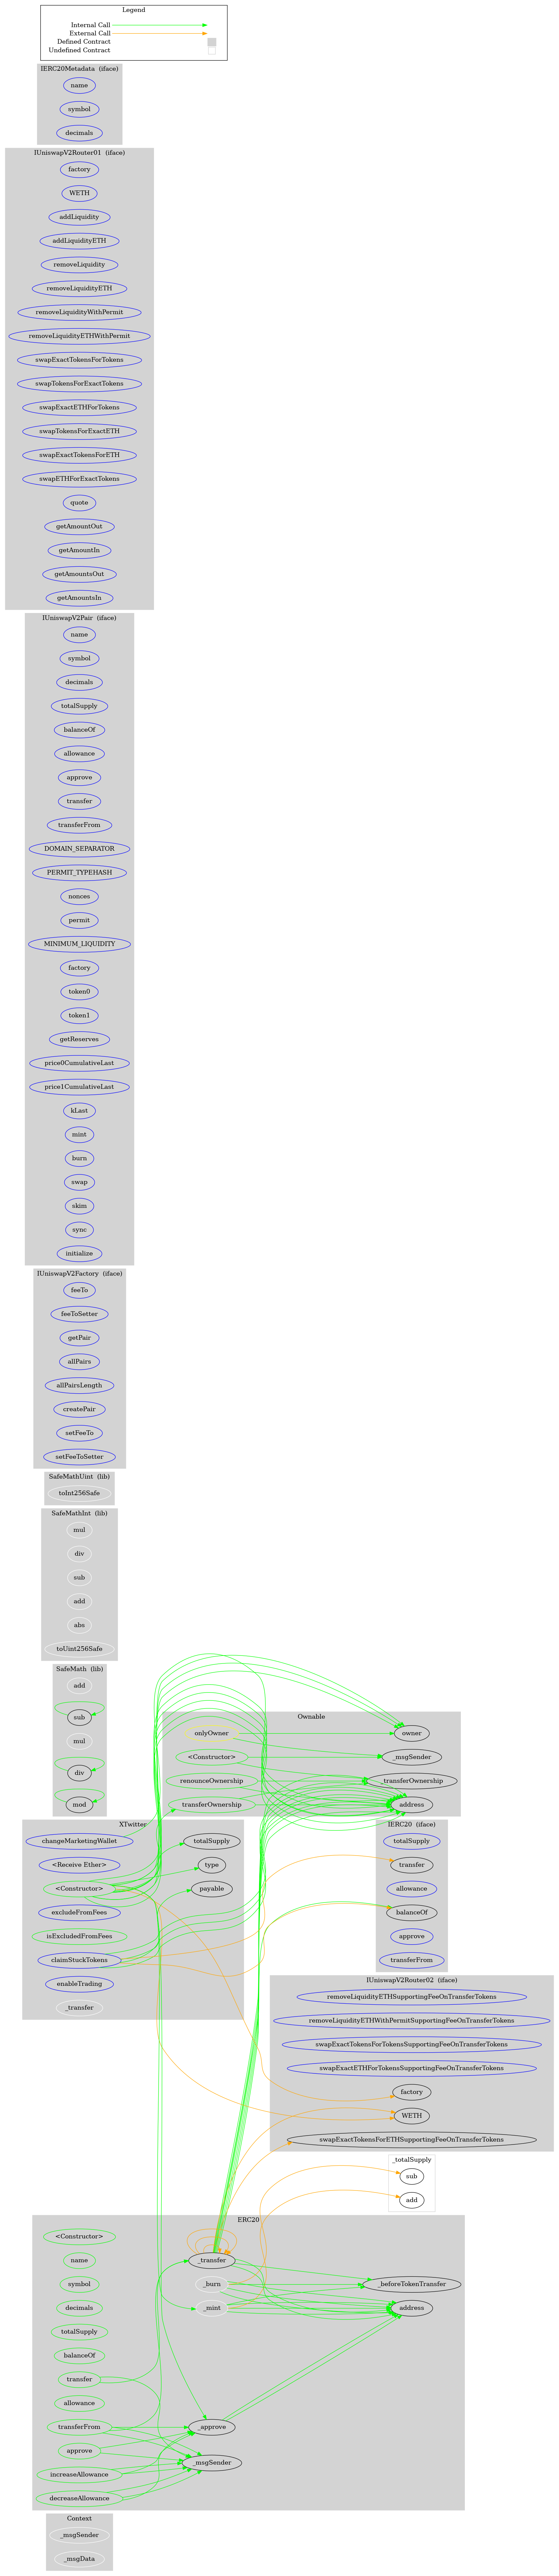 Legend
Internal Call
External Call
Defined Contract
Undefined Contract
IERC20Metadata (iface)
name
symbol
decimals
IUniswapV2Router01 (iface)
factory
WETH
addLiquidity
addLiquidityETH
removeLiquidity
removeLiquidityETH
removeLiquidityWithPermit
removeLiquidityETHWithPermit
swapExactTokensForTokens
swapTokensForExactTokens
swapExactETHForTokens
swapTokensForExactETH
swapExactTokensForETH
swapETHForExactTokens
quote
getAmountOut
getAmountIn
getAmountsOut
getAmountsIn
IUniswapV2Pair (iface)
name
symbol
decimals
totalSupply
balanceOf
allowance
approve
transfer
transferFrom
DOMAIN_SEPARATOR
PERMIT_TYPEHASH
nonces
permit
MINIMUM_LIQUIDITY
factory
token0
token1
getReserves
price0CumulativeLast
price1CumulativeLast
kLast
mint
burn
swap
skim
sync
initialize
IUniswapV2Factory (iface)
feeTo
feeToSetter
getPair
allPairs
allPairsLength
createPair
setFeeTo
setFeeToSetter
SafeMathUint (lib)
toInt256Safe
SafeMathInt (lib)
mul
div
sub
add
abs
toUint256Safe
SafeMath (lib)
add
sub
mul
div
mod
Ownable
onlyOwner
<Constructor>
renounceOwnership
transferOwnership
owner
_msgSender
_transferOwnership
address
XTwitter
changeMarketingWallet
<Receive Ether>
<Constructor>
excludeFromFees
isExcludedFromFees
claimStuckTokens
enableTrading
_transfer
totalSupply
type
payable
IERC20 (iface)
totalSupply
transfer
allowance
balanceOf
approve
transferFrom
IUniswapV2Router02 (iface)
removeLiquidityETHSupportingFeeOnTransferTokens
removeLiquidityETHWithPermitSupportingFeeOnTransferTokens
swapExactTokensForTokensSupportingFeeOnTransferTokens
swapExactETHForTokensSupportingFeeOnTransferTokens
factory
WETH
swapExactTokensForETHSupportingFeeOnTransferTokens
_totalSupply
sub
add
ERC20
<Constructor>
name
symbol
decimals
totalSupply
balanceOf
transfer
allowance
transferFrom
approve
increaseAllowance
decreaseAllowance
_transfer
_burn
_mint
_approve
_msgSender
_beforeTokenTransfer
address
Context
_msgSender
_msgData